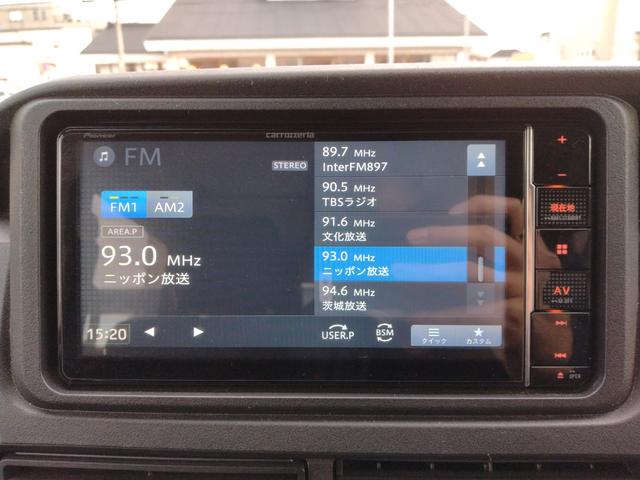 Pioneer
carrozzeria
FM
STEREO
FM1
AM2
AREA.P
93.0 MHz
ニッポン放送
15:20
USER.P
BSM
89.7 MHz
InterFM897
90.5 MHz
TBSラジオ
91.6 MHz
文化放送
93.0 MHz
ニッポン放送
94.6 MHz
茨城放送
クイック
カスタム
+
−
現在地
AV
OPEN